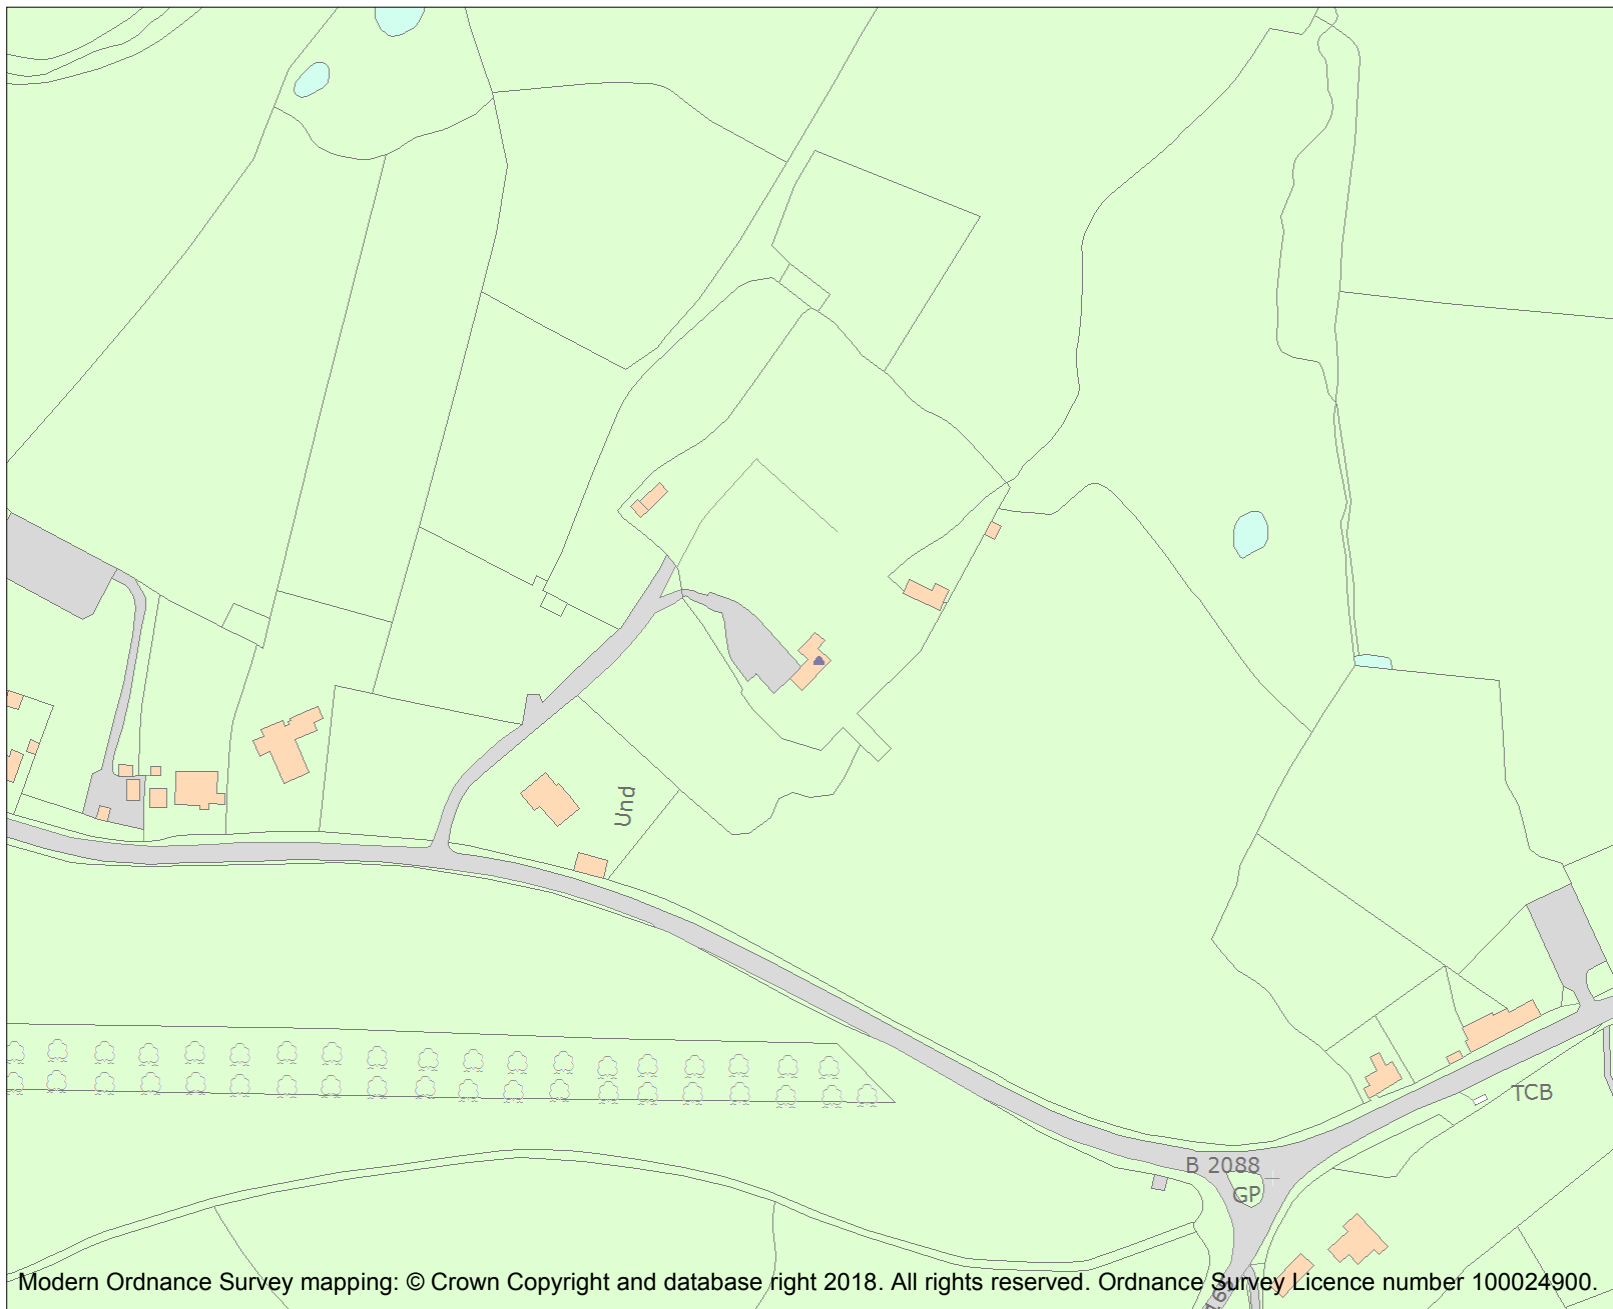 Und
TCB
B 2088
GP
Modern Ordnance Survey mapping: © Crown Copyright and database right 2018. All rights reserved. Ordnance Survey Licence number 100024900.